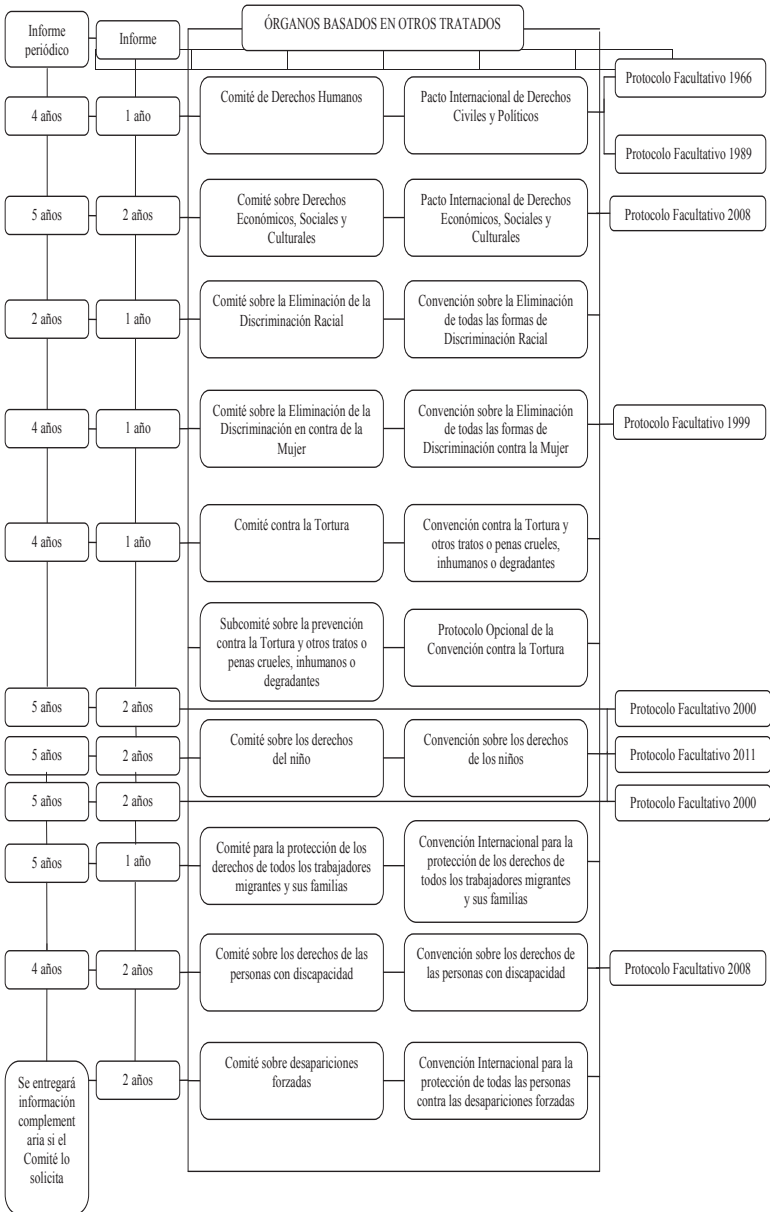 Informe
periódico
Informe
ÓRGANOS BASADOS EN OTROS TRATADOS
4 años
1 año
Comité de Derechos Humanos
Pacto Internacional de Derechos
Civiles y Políticos
Protocolo Facultativo 1966
Protocolo Facultativo 1989
5 años
2 años
Comité sobre Derechos
Económicos, Sociales y
Culturales
Pacto Internacional de Derechos
Económicos, Sociales y
Culturales
Protocolo Facultativo 2008
2 años
1 año
Comité sobre la Eliminación de la
Discriminación Racial
Convención sobre la Eliminación
de todas las formas de
Discriminación Racial
4 años
1 año
Comité sobre la Eliminación de la
Discriminación en contra de la
Mujer
Convención sobre la Eliminación
de todas las formas de
Discriminación contra la Mujer
Protocolo Facultativo 1999
4 años
1 año
Comité contra la Tortura
Convención contra la Tortura y
otros tratos o penas crueles,
inhumanos o degradantes
Subcomité sobre la prevención
contra la Tortura y otros tratos o
penas crueles, inhumanos o
degradantes
Protocolo Opcional de la
Convención contra la Tortura
5 años
2 años
Protocolo Facultativo 2000
5 años
2 años
Comité sobre los derechos
del niño
Convención sobre los derechos
de los niños
Protocolo Facultativo 2011
5 años
2 años
Protocolo Facultativo 2000
5 años
1 año
Comité para la protección de los
derechos de todos los trabajadores
migrantes y sus familias
Convención Internacional para la
protección de los derechos de
todos los trabajadores migrantes
y sus familias
4 años
2 años
Comité sobre los derechos de las
personas con discapacidad
Convención sobre los derechos de
las personas con discapacidad
Protocolo Facultativo 2008
Se entregará
información
complement
aria si el
Comité lo
solicita
2 años
Comité sobre desapariciones
forzadas
Convención Internacional para la
protección de todas las personas
contra las desapariciones forzadas